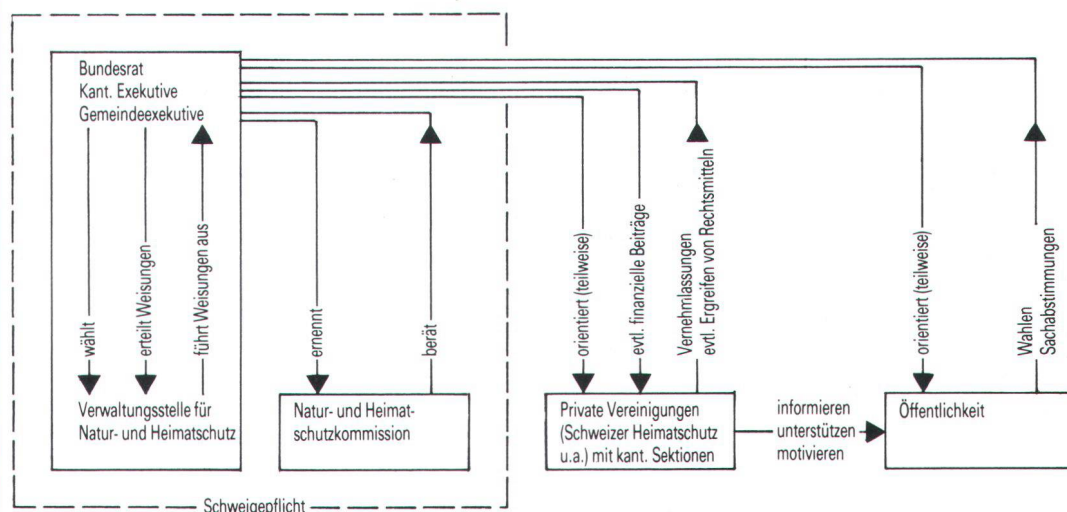 Bundesrat
Kant. Exekutive
Gemeindeexekutive
wählt
erteilt Weisungen
führt Weisungen aus
Verwaltungsstelle für
Natur- und Heimatschutz
ernennt
berät
Natur- und Heimat-
schutzkommission
orientiert (teilweise)
evtl. finanzielle Beiträge
Vernehmlassungen
evtl. Ergreifen von Rechtsmitteln
Private Vereinigungen
(Schweizer Heimatschutz
u.a.) mit kant. Sektionen
informieren
unterstützen
motivieren
orientiert (teilweise)
Wahlen
Sachabstimmungen
Öffentlichkeit
Schweigepflicht